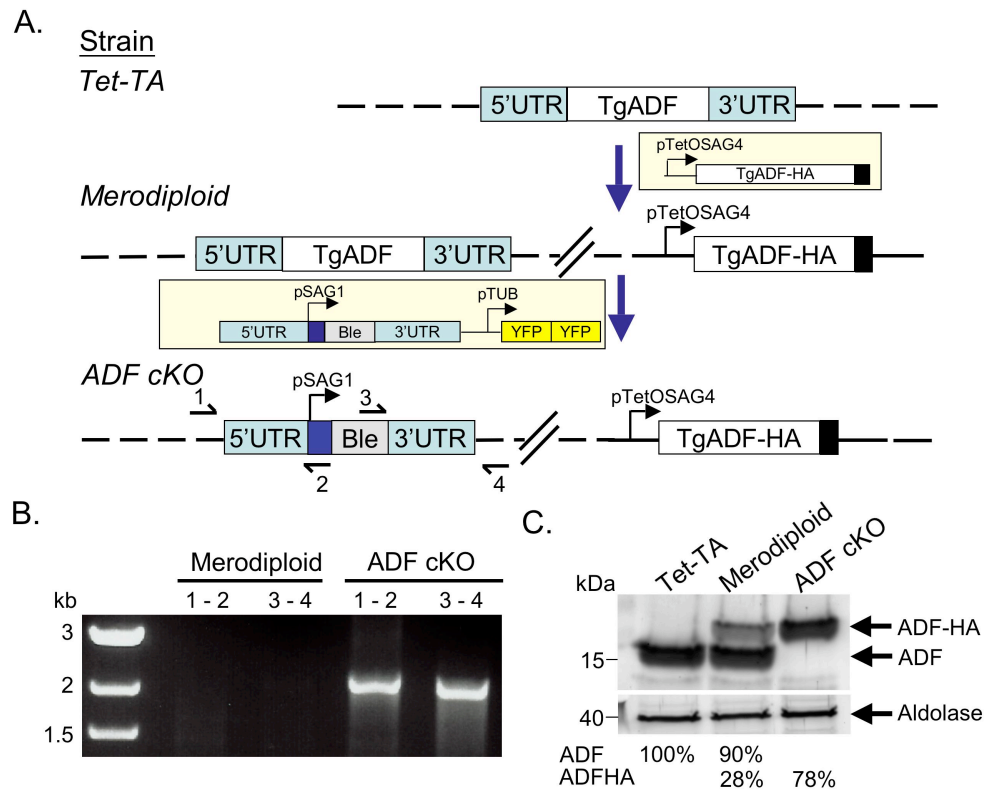 A.
Strain
Tet-TA
5'UTR TgADF 3'UTR
pTetOSAG4
TgADF-HA
Merodiploid
pTetOSAG4
5'UTR TgADF 3'UTR TgADF-HA
pSAG1 pTUB
5'UTR Ble 3'UTR YFP YFP
ADF cKO
1 pSAG1 3 pTetOSAG4
5'UTR Ble 3'UTR TgADF-HA
2 4
B.
Merodiploid ADF cKO
kb 1 - 2 3 - 4 1 - 2 3 - 4
3
2
1.5
C.
kDa Tet-TA Merodiploid ADF cKO
ADF-HA
15 ADF
40 Aldolase
ADF 100% 90%
ADFHA 28% 78%